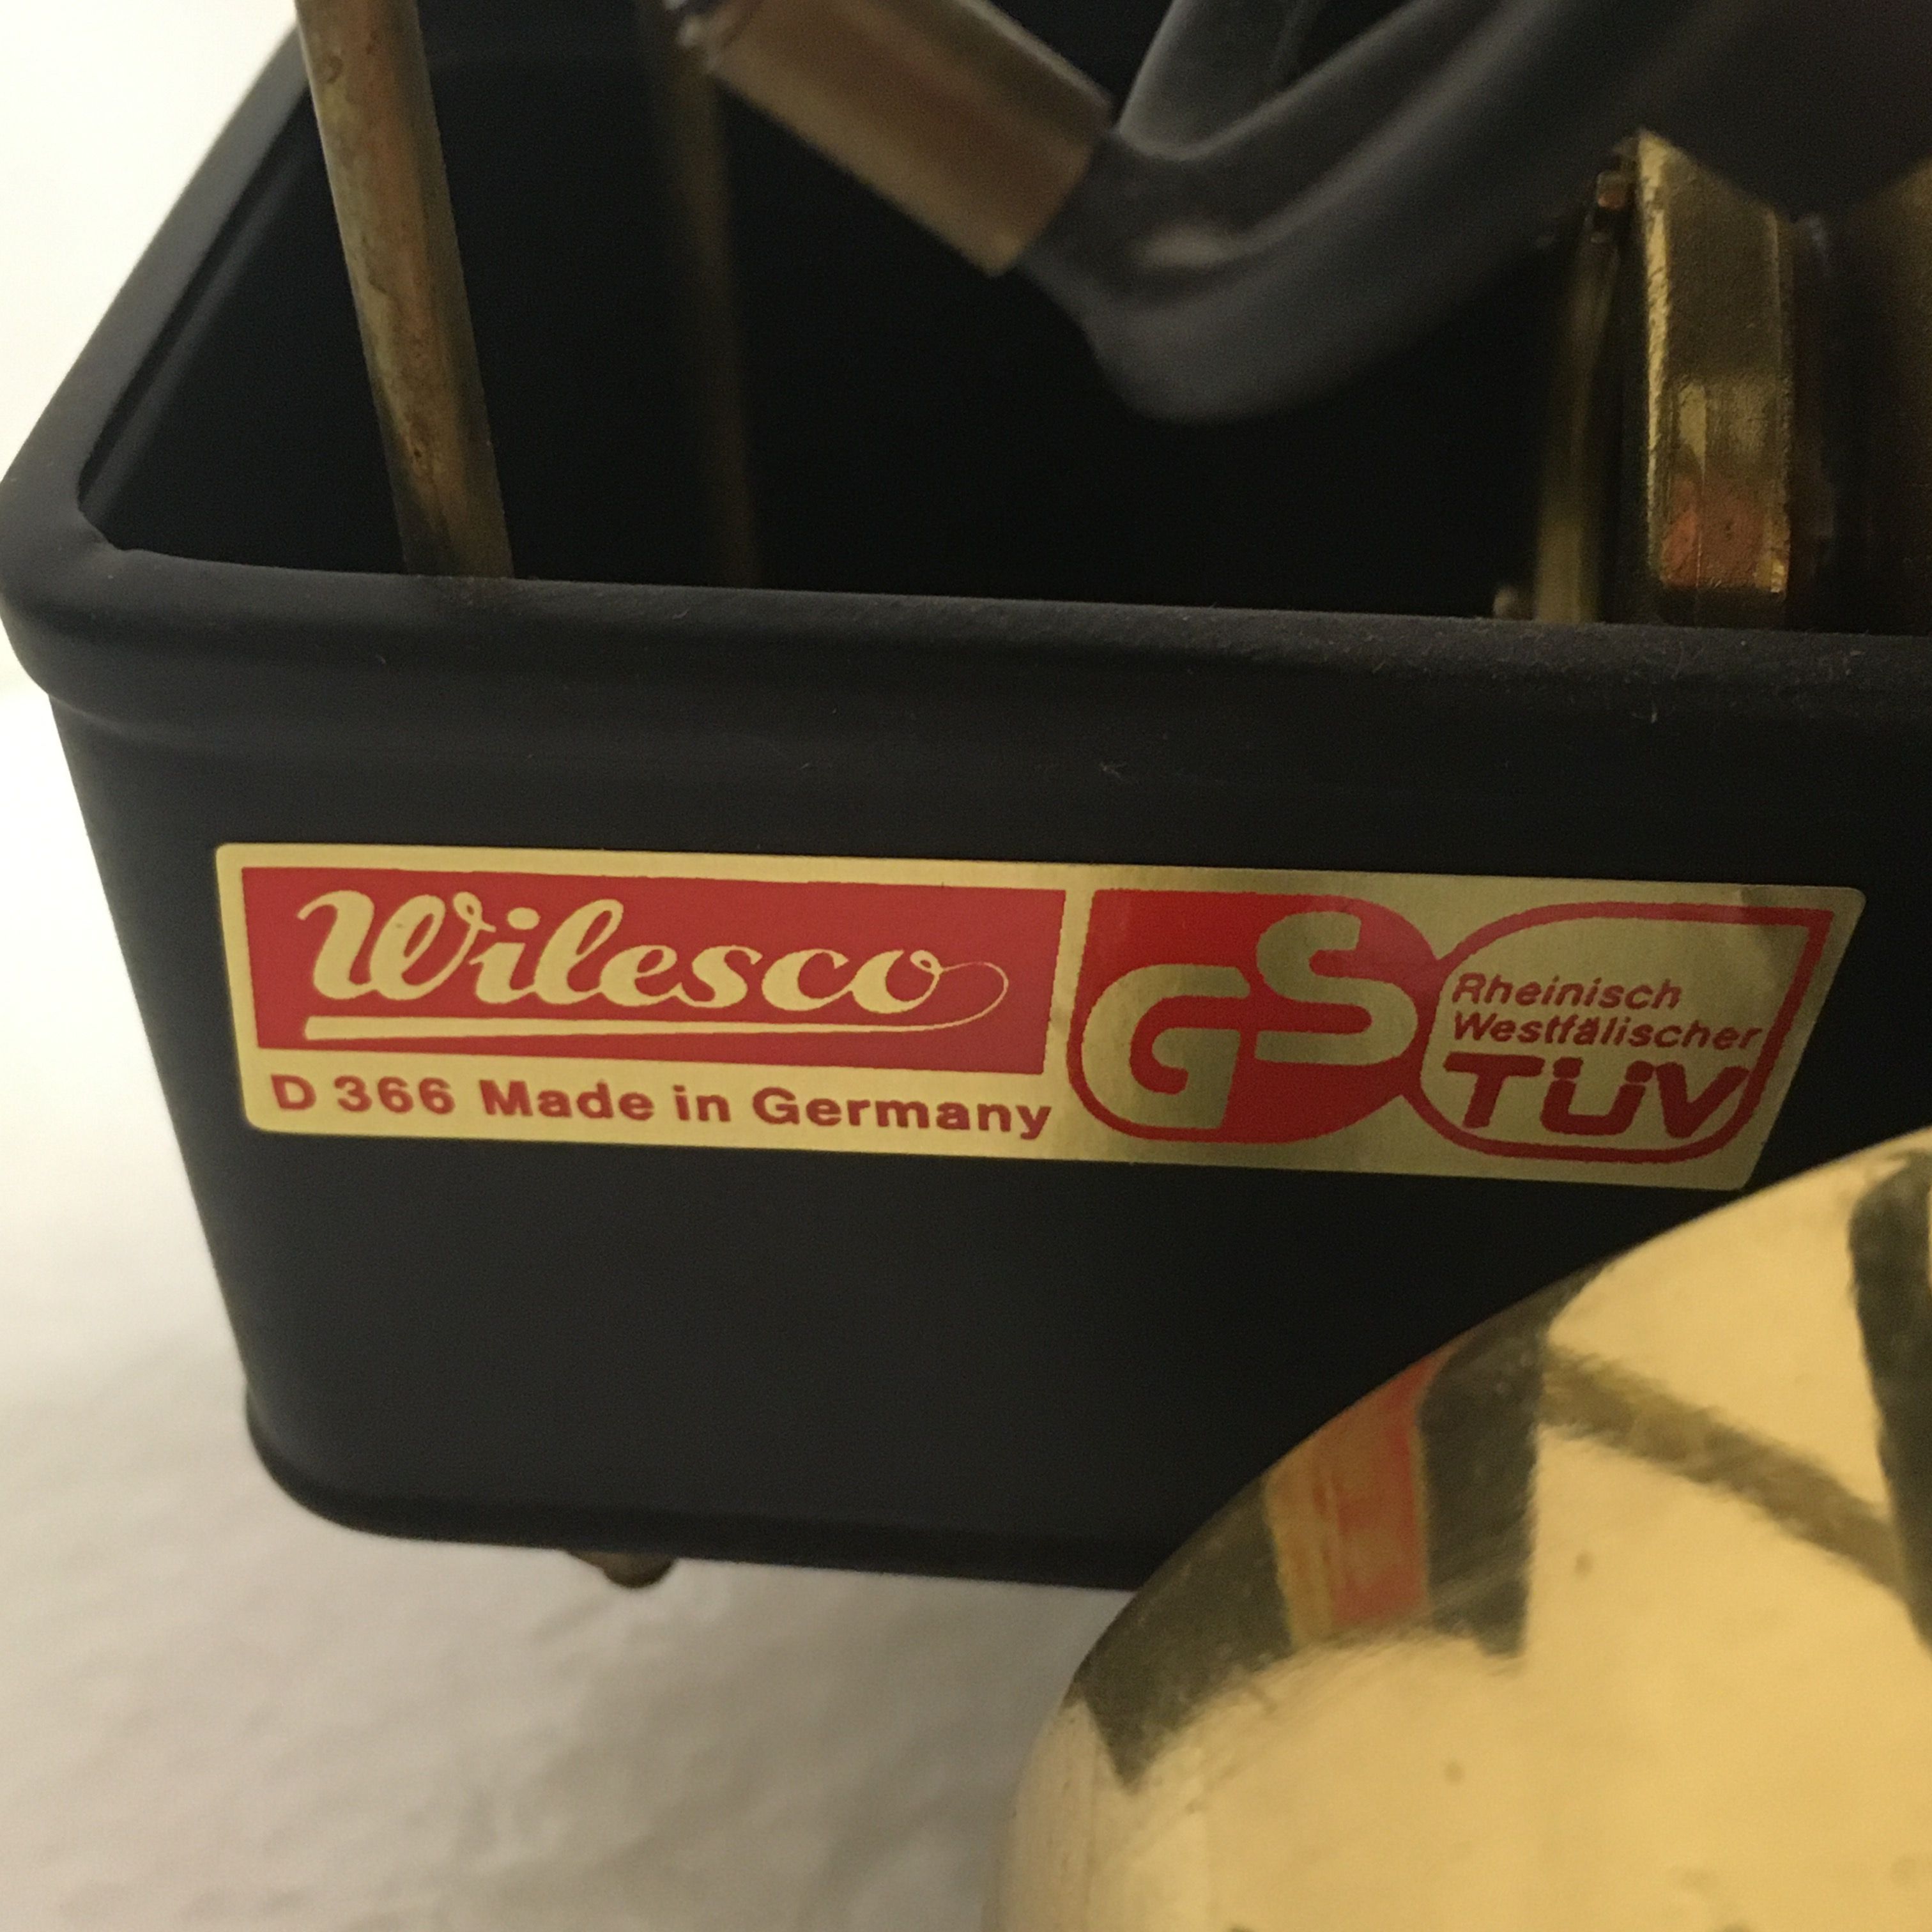 Wilesco
D 366 Made in Germany
GS
Rheinisch
Westfälischer
TÜV